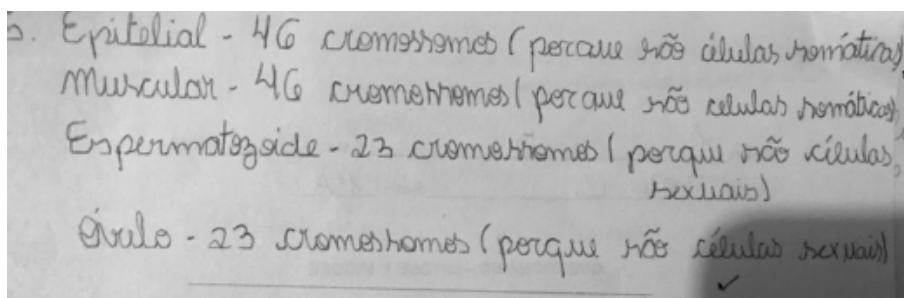 5. Epitelial - 46 cromossomos (porque são células somáticas)
Muscular - 46 cromossomos (porque são celulas somáticas)
Espermatozoide - 23 cromossomos (porque são células,
sexuais)
óvulo - 23 cromossomos (porque são células sexuais)